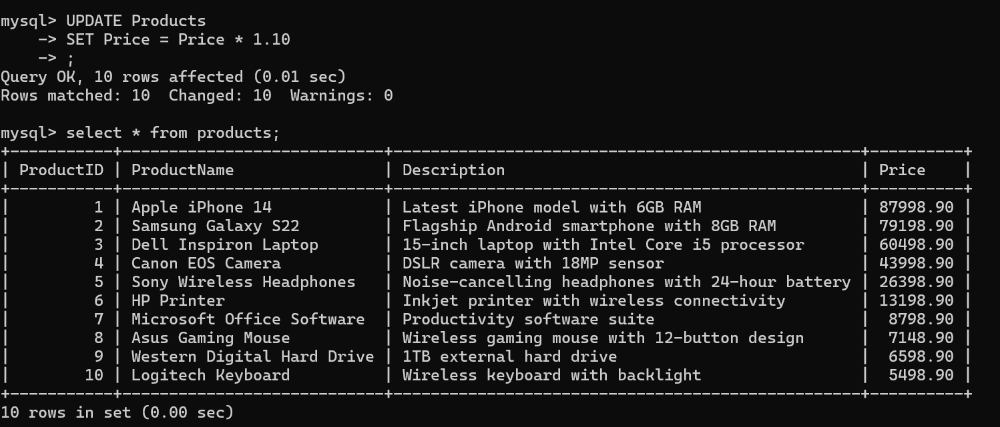 mysql> UPDATE Products
    -> SET Price = Price * 1.10
    -> ;
Query OK, 10 rows affected (0.01 sec)
Rows matched: 10  Changed: 10  Warnings: 0

mysql> select * from products;
+-----------+----------------------------+--------------------------------------------------+----------+
| ProductID | ProductName                | Description                                      | Price    |
+-----------+----------------------------+--------------------------------------------------+----------+
|         1 | Apple iPhone 14            | Latest iPhone model with 6GB RAM                 | 87998.90 |
|         2 | Samsung Galaxy S22         | Flagship Android smartphone with 8GB RAM         | 79198.90 |
|         3 | Dell Inspiron Laptop       | 15-inch laptop with Intel Core i5 processor      | 60498.90 |
|         4 | Canon EOS Camera           | DSLR camera with 18MP sensor                     | 43998.90 |
|         5 | Sony Wireless Headphones   | Noise-cancelling headphones with 24-hour battery | 26398.90 |
|         6 | HP Printer                 | Inkjet printer with wireless connectivity        | 13198.90 |
|         7 | Microsoft Office Software  | Productivity software suite                      |  8798.90 |
|         8 | Asus Gaming Mouse          | Wireless gaming mouse with 12-button design      |  7148.90 |
|         9 | Western Digital Hard Drive | 1TB external hard drive                          |  6598.90 |
|        10 | Logitech Keyboard          | Wireless keyboard with backlight                 |  5498.90 |
+-----------+----------------------------+--------------------------------------------------+----------+
10 rows in set (0.00 sec)